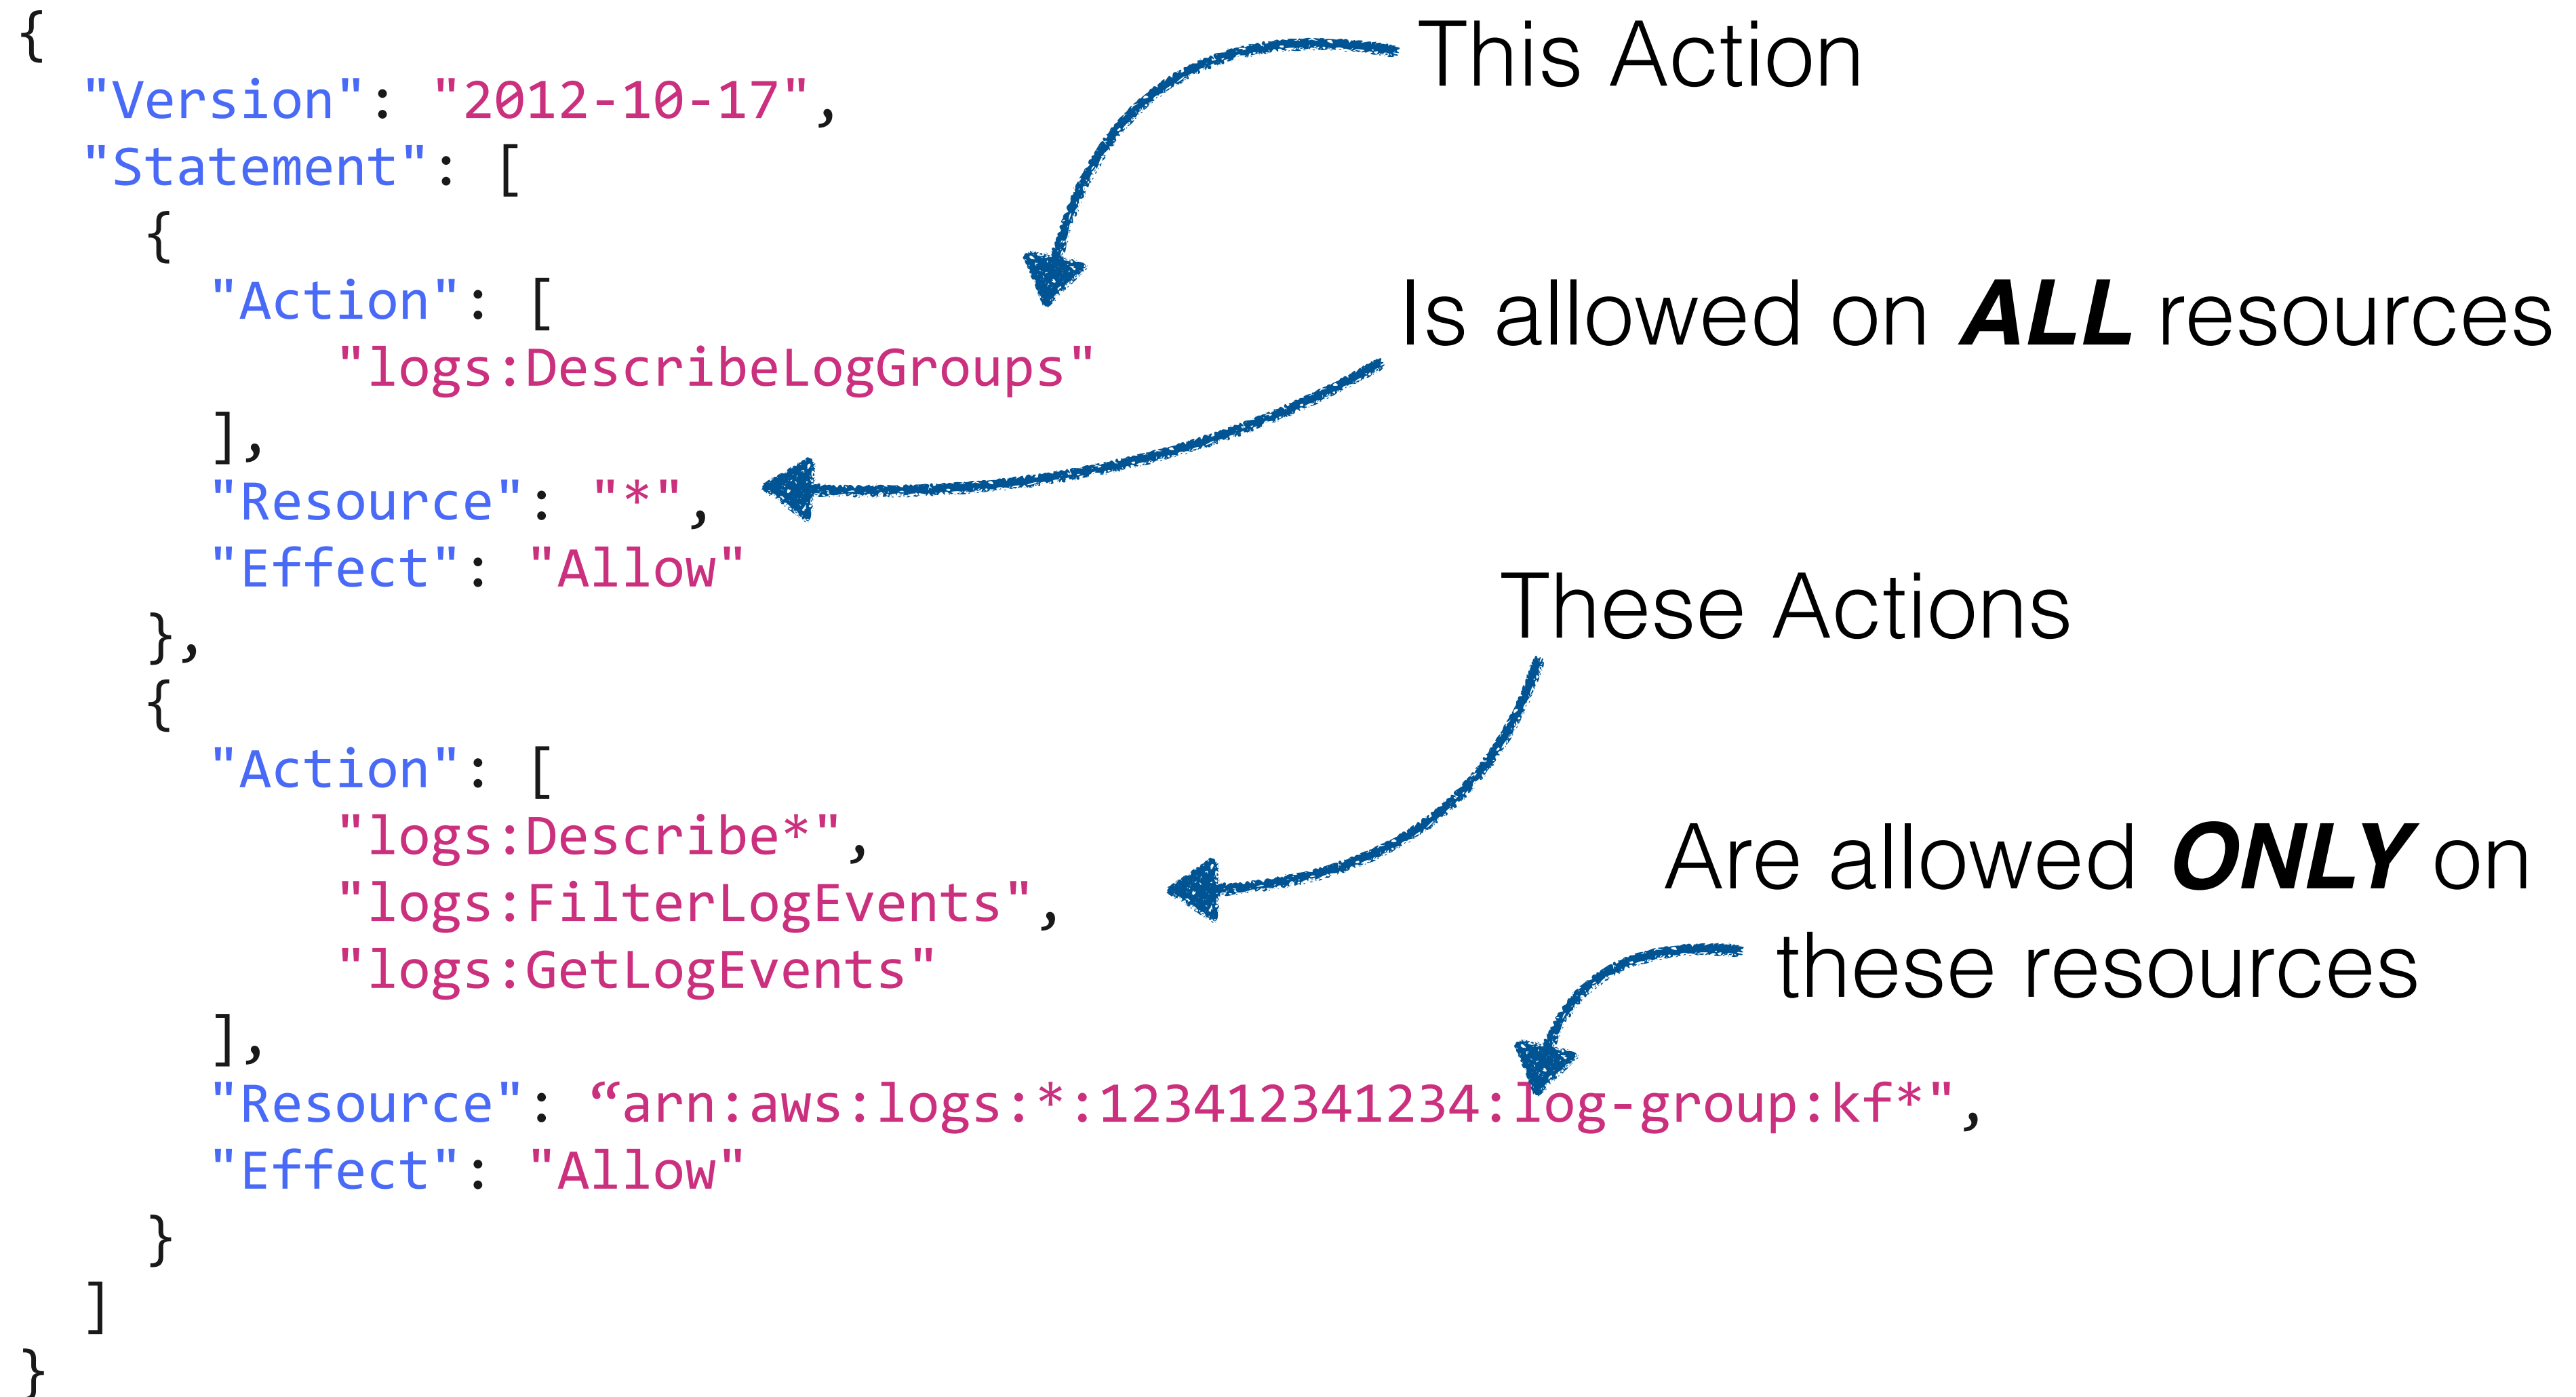 {
"Version": "2012-10-17",
"Statement": [
{
"Action": [
"logs:DescribeLogGroups"
],
"Resource": "*",
"Effect": "Allow"
},
{
"Action": [
"logs:Describe*",
"logs:FilterLogEvents",
"logs:GetLogEvents"
],
"Resource": “arn:aws:logs:*:123412341234:log-group:kf*",
"Effect": "Allow"
}
]
}
This Action
Is allowed on ALL resources
These Actions
Are allowed ONLY on
these resources